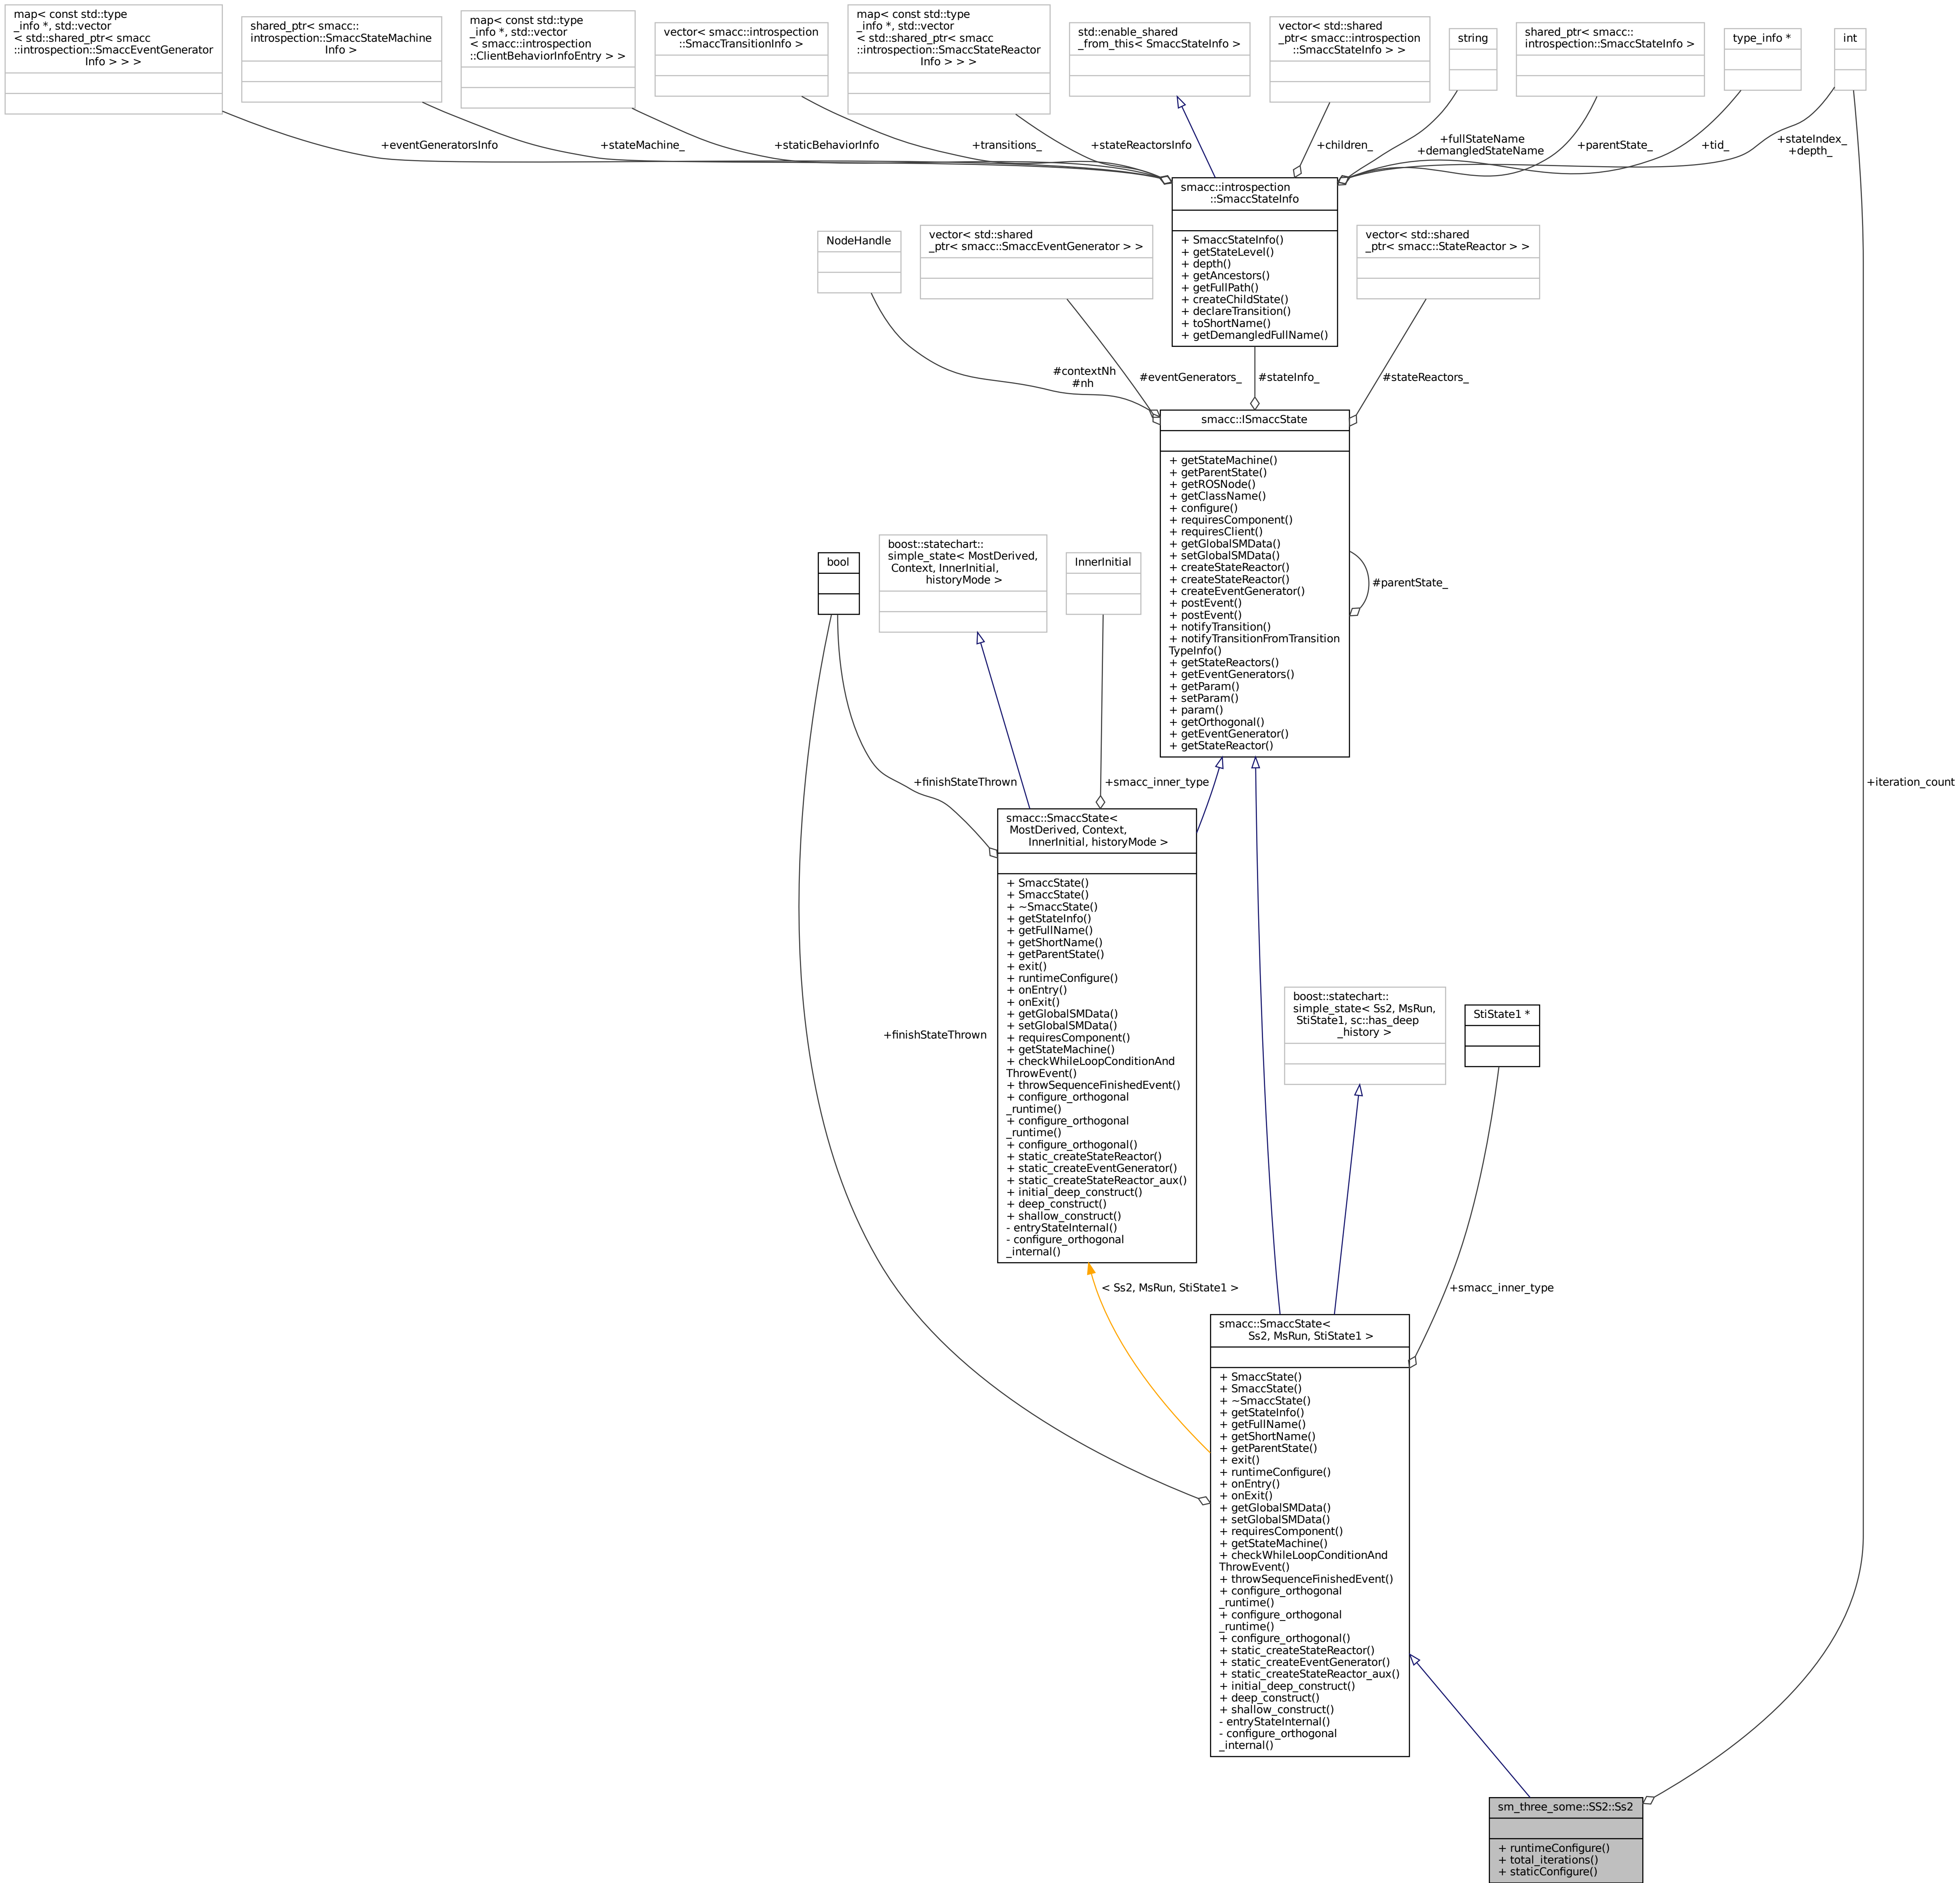 map< const std::type
_info *, std::vector
< std::shared_ptr< smacc
::introspection::SmaccEventGenerator
Info > > >
shared_ptr< smacc::
introspection::SmaccStateMachine
Info >
map< const std::type
_info *, std::vector
< smacc::introspection
::ClientBehaviorInfoEntry > >
vector< smacc::introspection
::SmaccTransitionInfo >
map< const std::type
_info *, std::vector
< std::shared_ptr< smacc
::introspection::SmaccStateReactor
Info > > >
std::enable_shared
_from_this< SmaccStateInfo >
vector< std::shared
_ptr< smacc::introspection
::SmaccStateInfo > >
string
shared_ptr< smacc::
introspection::SmaccStateInfo >
type_info *
int
+eventGeneratorsInfo
+stateMachine_
+staticBehaviorInfo
+transitions_
+stateReactorsInfo
+children_
+fullStateName
+demangledStateName
+parentState_
+tid_
+stateIndex_
+depth_
smacc::introspection
::SmaccStateInfo
+ SmaccStateInfo()
+ getStateLevel()
+ depth()
+ getAncestors()
+ getFullPath()
+ createChildState()
+ declareTransition()
+ toShortName()
+ getDemangledFullName()
NodeHandle
vector< std::shared
_ptr< smacc::SmaccEventGenerator > >
vector< std::shared
_ptr< smacc::StateReactor > >
#contextNh
#nh
#eventGenerators_
#stateInfo_
#stateReactors_
smacc::ISmaccState
+ getStateMachine()
+ getParentState()
+ getROSNode()
+ getClassName()
+ configure()
+ requiresComponent()
+ requiresClient()
+ getGlobalSMData()
+ setGlobalSMData()
+ createStateReactor()
+ createStateReactor()
+ createEventGenerator()
+ postEvent()
+ postEvent()
+ notifyTransition()
+ notifyTransitionFromTransition
TypeInfo()
+ getStateReactors()
+ getEventGenerators()
+ getParam()
+ setParam()
+ param()
+ getOrthogonal()
+ getEventGenerator()
+ getStateReactor()
#parentState_
bool
boost::statechart::
simple_state< MostDerived,
Context, InnerInitial,
historyMode >
InnerInitial
+finishStateThrown
+smacc_inner_type
+iteration_count
smacc::SmaccState<
MostDerived, Context,
InnerInitial, historyMode >
+ SmaccState()
+ SmaccState()
+ ~SmaccState()
+ getStateInfo()
+ getFullName()
+ getShortName()
+ getParentState()
+ exit()
+ runtimeConfigure()
+ onEntry()
+ onExit()
+ getGlobalSMData()
+ setGlobalSMData()
+ requiresComponent()
+ getStateMachine()
+ checkWhileLoopConditionAnd
ThrowEvent()
+ throwSequenceFinishedEvent()
+ configure_orthogonal
_runtime()
+ configure_orthogonal
_runtime()
+ configure_orthogonal()
+ static_createStateReactor()
+ static_createEventGenerator()
+ static_createStateReactor_aux()
+ initial_deep_construct()
+ deep_construct()
+ shallow_construct()
- entryStateInternal()
- configure_orthogonal
_internal()
+finishStateThrown
boost::statechart::
simple_state< Ss2, MsRun,
StiState1, sc::has_deep
_history >
StiState1 *
< Ss2, MsRun, StiState1 >
+smacc_inner_type
smacc::SmaccState<
Ss2, MsRun, StiState1 >
+ SmaccState()
+ SmaccState()
+ ~SmaccState()
+ getStateInfo()
+ getFullName()
+ getShortName()
+ getParentState()
+ exit()
+ runtimeConfigure()
+ onEntry()
+ onExit()
+ getGlobalSMData()
+ setGlobalSMData()
+ requiresComponent()
+ getStateMachine()
+ checkWhileLoopConditionAnd
ThrowEvent()
+ throwSequenceFinishedEvent()
+ configure_orthogonal
_runtime()
+ configure_orthogonal
_runtime()
+ configure_orthogonal()
+ static_createStateReactor()
+ static_createEventGenerator()
+ static_createStateReactor_aux()
+ initial_deep_construct()
+ deep_construct()
+ shallow_construct()
- entryStateInternal()
- configure_orthogonal
_internal()
sm_three_some::SS2::Ss2
+ runtimeConfigure()
+ total_iterations()
+ staticConfigure()